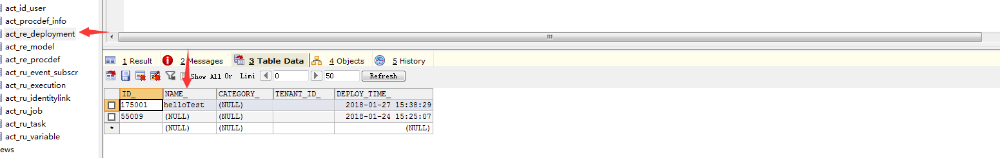 act_id_user
act_procdef_info
act_re_deployment
act_re_model
act_re_procdef
act_ru_event_subscr
act_ru_execution
act_ru_identitylink
act_ru_job
act_ru_task
act_ru_variable
ews
1 Result 2 Messages 3 Table Data 4 Objects 5 History
Show All Or Limi 0 50 Refresh
ID_ NAME_ CATEGORY_ TENANT_ID_ DEPLOY_TIME_
175001 helloTest (NULL) 2018-01-27 15:38:29
55009 (NULL) (NULL) 2018-01-24 15:25:07
* (NULL) (NULL) (NULL)